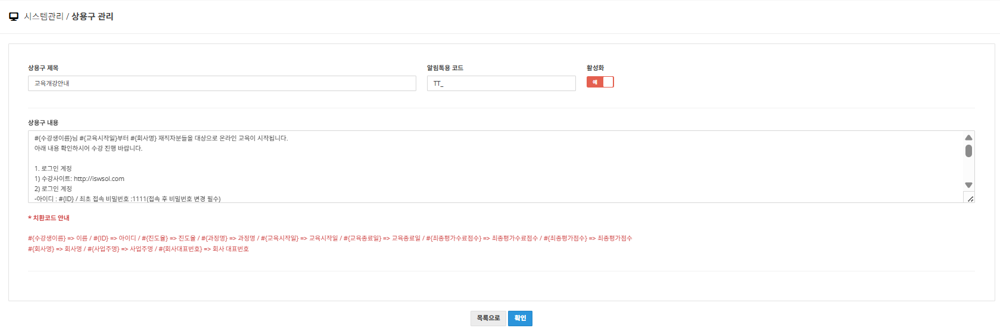 시스템관리 / 상용구 관리
상용구 제목
알림톡용 코드
활성화
교육개강안내
TT_
예
상용구 내용
#{수강생이름}님 #{교육시작일}부터 #{회사명} 재직자분들을 대상으로 온라인 교육이 시작됩니다.
아래 내용 확인하시어 수강 진행 바랍니다.
1. 로그인 계정
1) 수강사이트: http://iswsol.com
2) 로그인 계정
-아이디 : #{ID} / 최초 접속 비밀번호 :1111(접속 후 비밀번호 변경 필수)
* 치환코드 안내
#{수강생이름} => 이름 / #{ID} => 아이디 / #{진도율} => 진도율 / #{과정명} => 과정명 / #{교육시작일} => 교육시작일 / #{교육종료일} => 교육종료일 / #{최종평가수료점수} => 최종평가수료점수 / #{최종평가점수} => 최종평가점수
#{회사명} => 회사명 / #{사업주명} => 사업주명 / #{회사대표번호} => 회사 대표번호
목록으로
확인